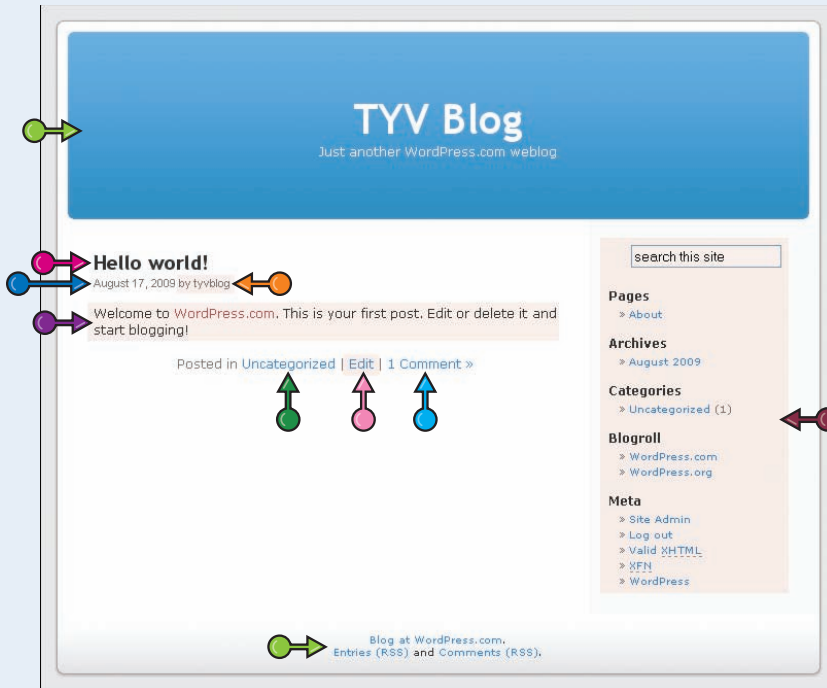 TYV Blog
Just another WordPress.com weblog
Hello world!
August 17, 2009 by tyvblog
Welcome to WordPress.com. This is your first post. Edit or delete it and
start blogging!
Posted in Uncategorized | Edit | 1 Comment »
search this site
Pages
» About
Archives
» August 2009
Categories
» Uncategorized (1)
Blogroll
» WordPress.com
» WordPress.org
Meta
» Site Admin
» Log out
» Valid XHTML
» XFN
» WordPress
Blog at WordPress.com.
Entries (RSS) and Comments (RSS).